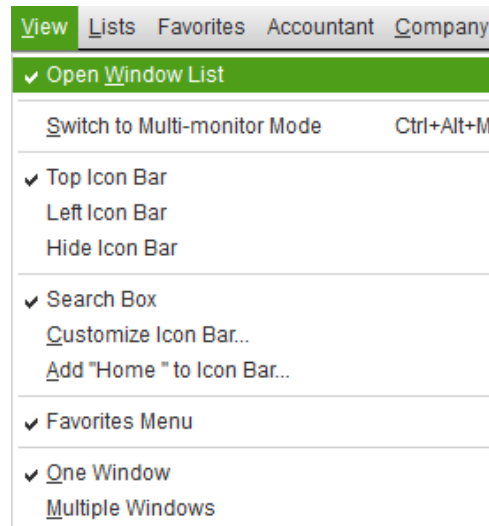 View Lists Favorites Accountant Company
Open Window List
Switch to Multi-monitor Mode Ctrl+Alt+M
Top Icon Bar
Left Icon Bar
Hide Icon Bar
Search Box
Customize Icon Bar...
Add "Home " to Icon Bar...
Favorites Menu
One Window
Multiple Windows